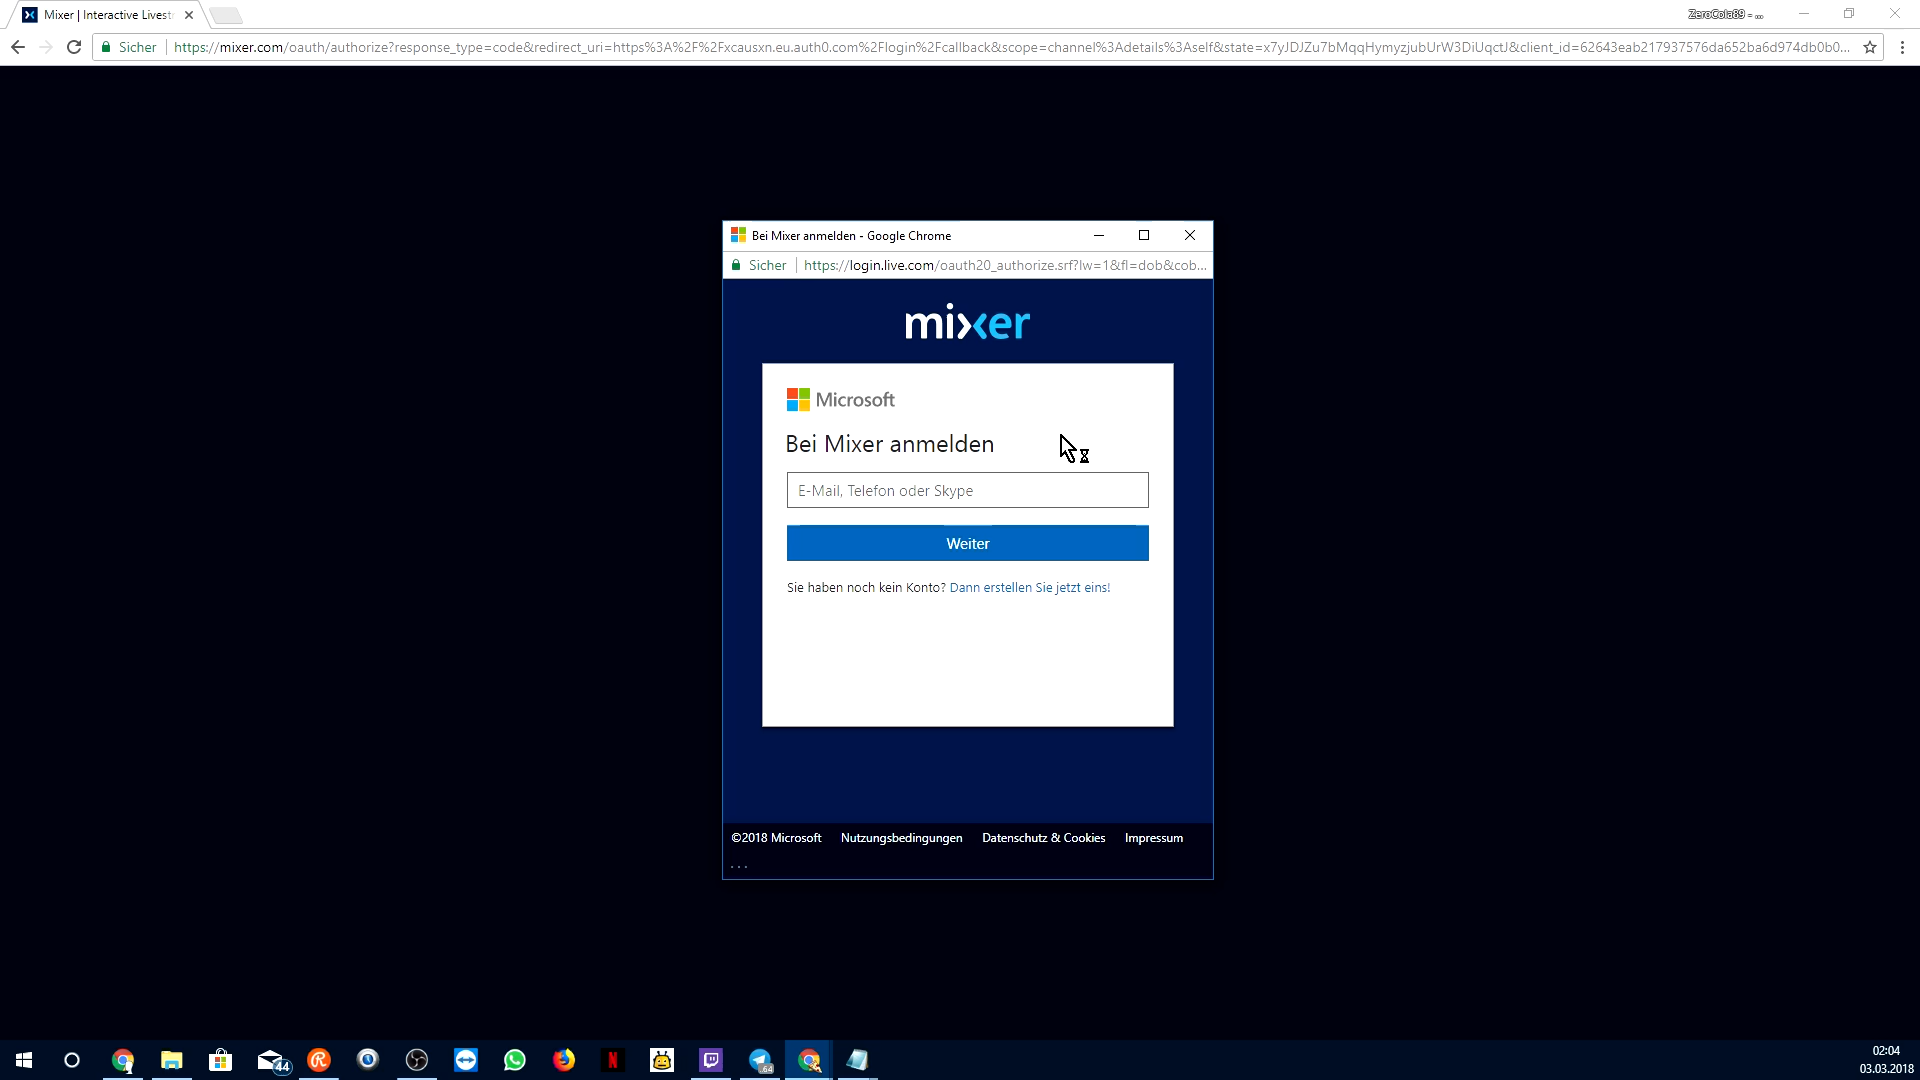 Mixer | Interactive Livest
ZeroCola89 - ...
Sicher
https://mixer.com/oauth/authorize?response_type=code&redirect_uri=https%3A%2F%2Fxcausxn.eu.auth0.com%2Flogin%2Fcallback&scope=channel%3Adetails%3Aself&state=x7yJDJZu7bMqqHymyzjubUrW3DiUqctJ&client_id=62643eab217937576da652ba6d974db0b0...
Bei Mixer anmelden - Google Chrome
Sicher
https://login.live.com/oauth20_authorize.srf?lw=1&fl=dob&cob...
mixer
Microsoft
Bei Mixer anmelden
E-Mail, Telefon oder Skype
Weiter
Sie haben noch kein Konto? Dann erstellen Sie jetzt eins!
©2018 Microsoft Nutzungsbedingungen Datenschutz & Cookies Impressum
...
44
64
02:04
03.03.2018